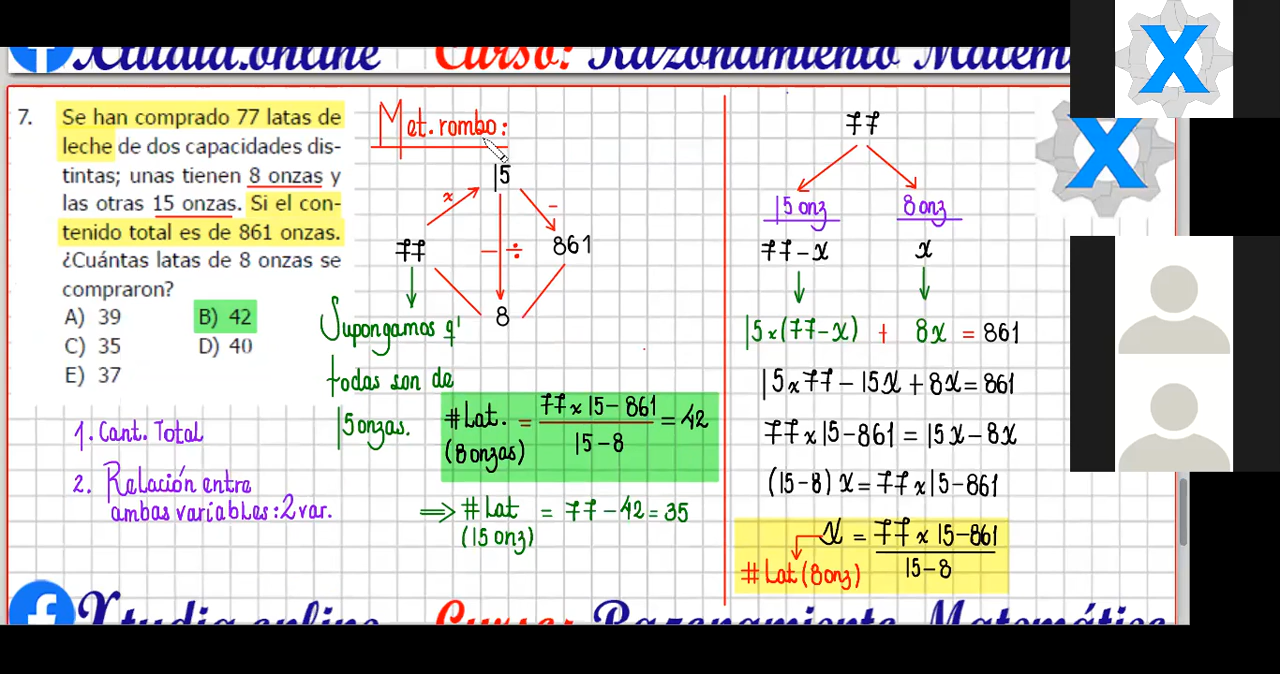 Xtudia.online Curso: Razonamiento Matem
7. Se han comprado 77 latas de
leche de dos capacidades dis-
tintas; unas tienen 8 onzas y
las otras 15 onzas. Si el con-
tenido total es de 861 onzas.
¿Cuántas latas de 8 onzas se
compraron?
A) 39 B) 42
C) 35 D) 40
E) 37
1. Cant. Total
2. Relación entre
ambas variables: 2 var.
Met. rombo:
15
x -
77 - ÷ 861
8
Supongamos q'
todas son de
15 onzas.
# Lat. = 77 x 15 - 861 = 42
(8 onzas) 15 - 8
⇒ # Lat = 77 - 42 = 35
(15 onz)
77
15 onz 8 onz
77 - x x
15 x (77 - x) + 8x = 861
15 x 77 - 15x + 8x = 861
77 x 15 - 861 = 15x - 8x
(15 - 8) x = 77 x 15 - 861
x = 77 x 15 - 861
15 - 8
# Lat (8 onz)
X
X
f Xtudia.online Curso: Razonamiento Matemático